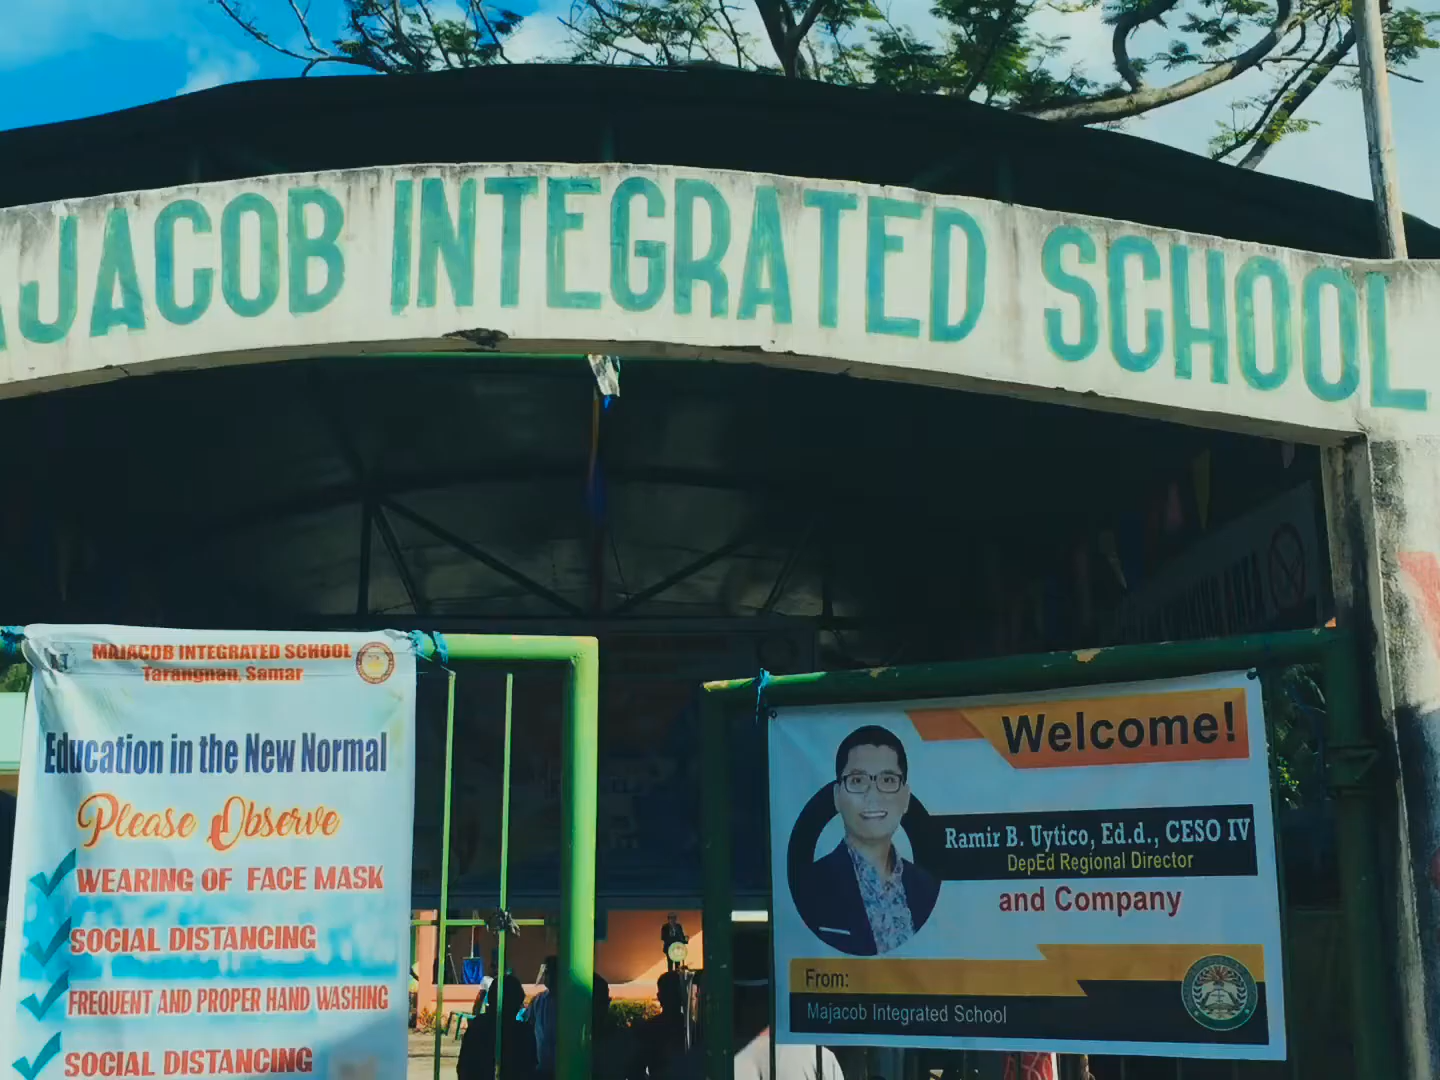 AJACOB INTEGRATED SCHOOL
MAJACOB INTEGRATED SCHOOL
Tarangnan, Samar
Education in the New Normal
Please Observe
WEARING OF FACE MASK
SOCIAL DISTANCING
FREQUENT AND PROPER HAND WASHING
SOCIAL DISTANCING
Welcome!
Ramir B. Uytico, Ed.d., CESO IV
DepEd Regional Director
and Company
From:
Majacob Integrated School